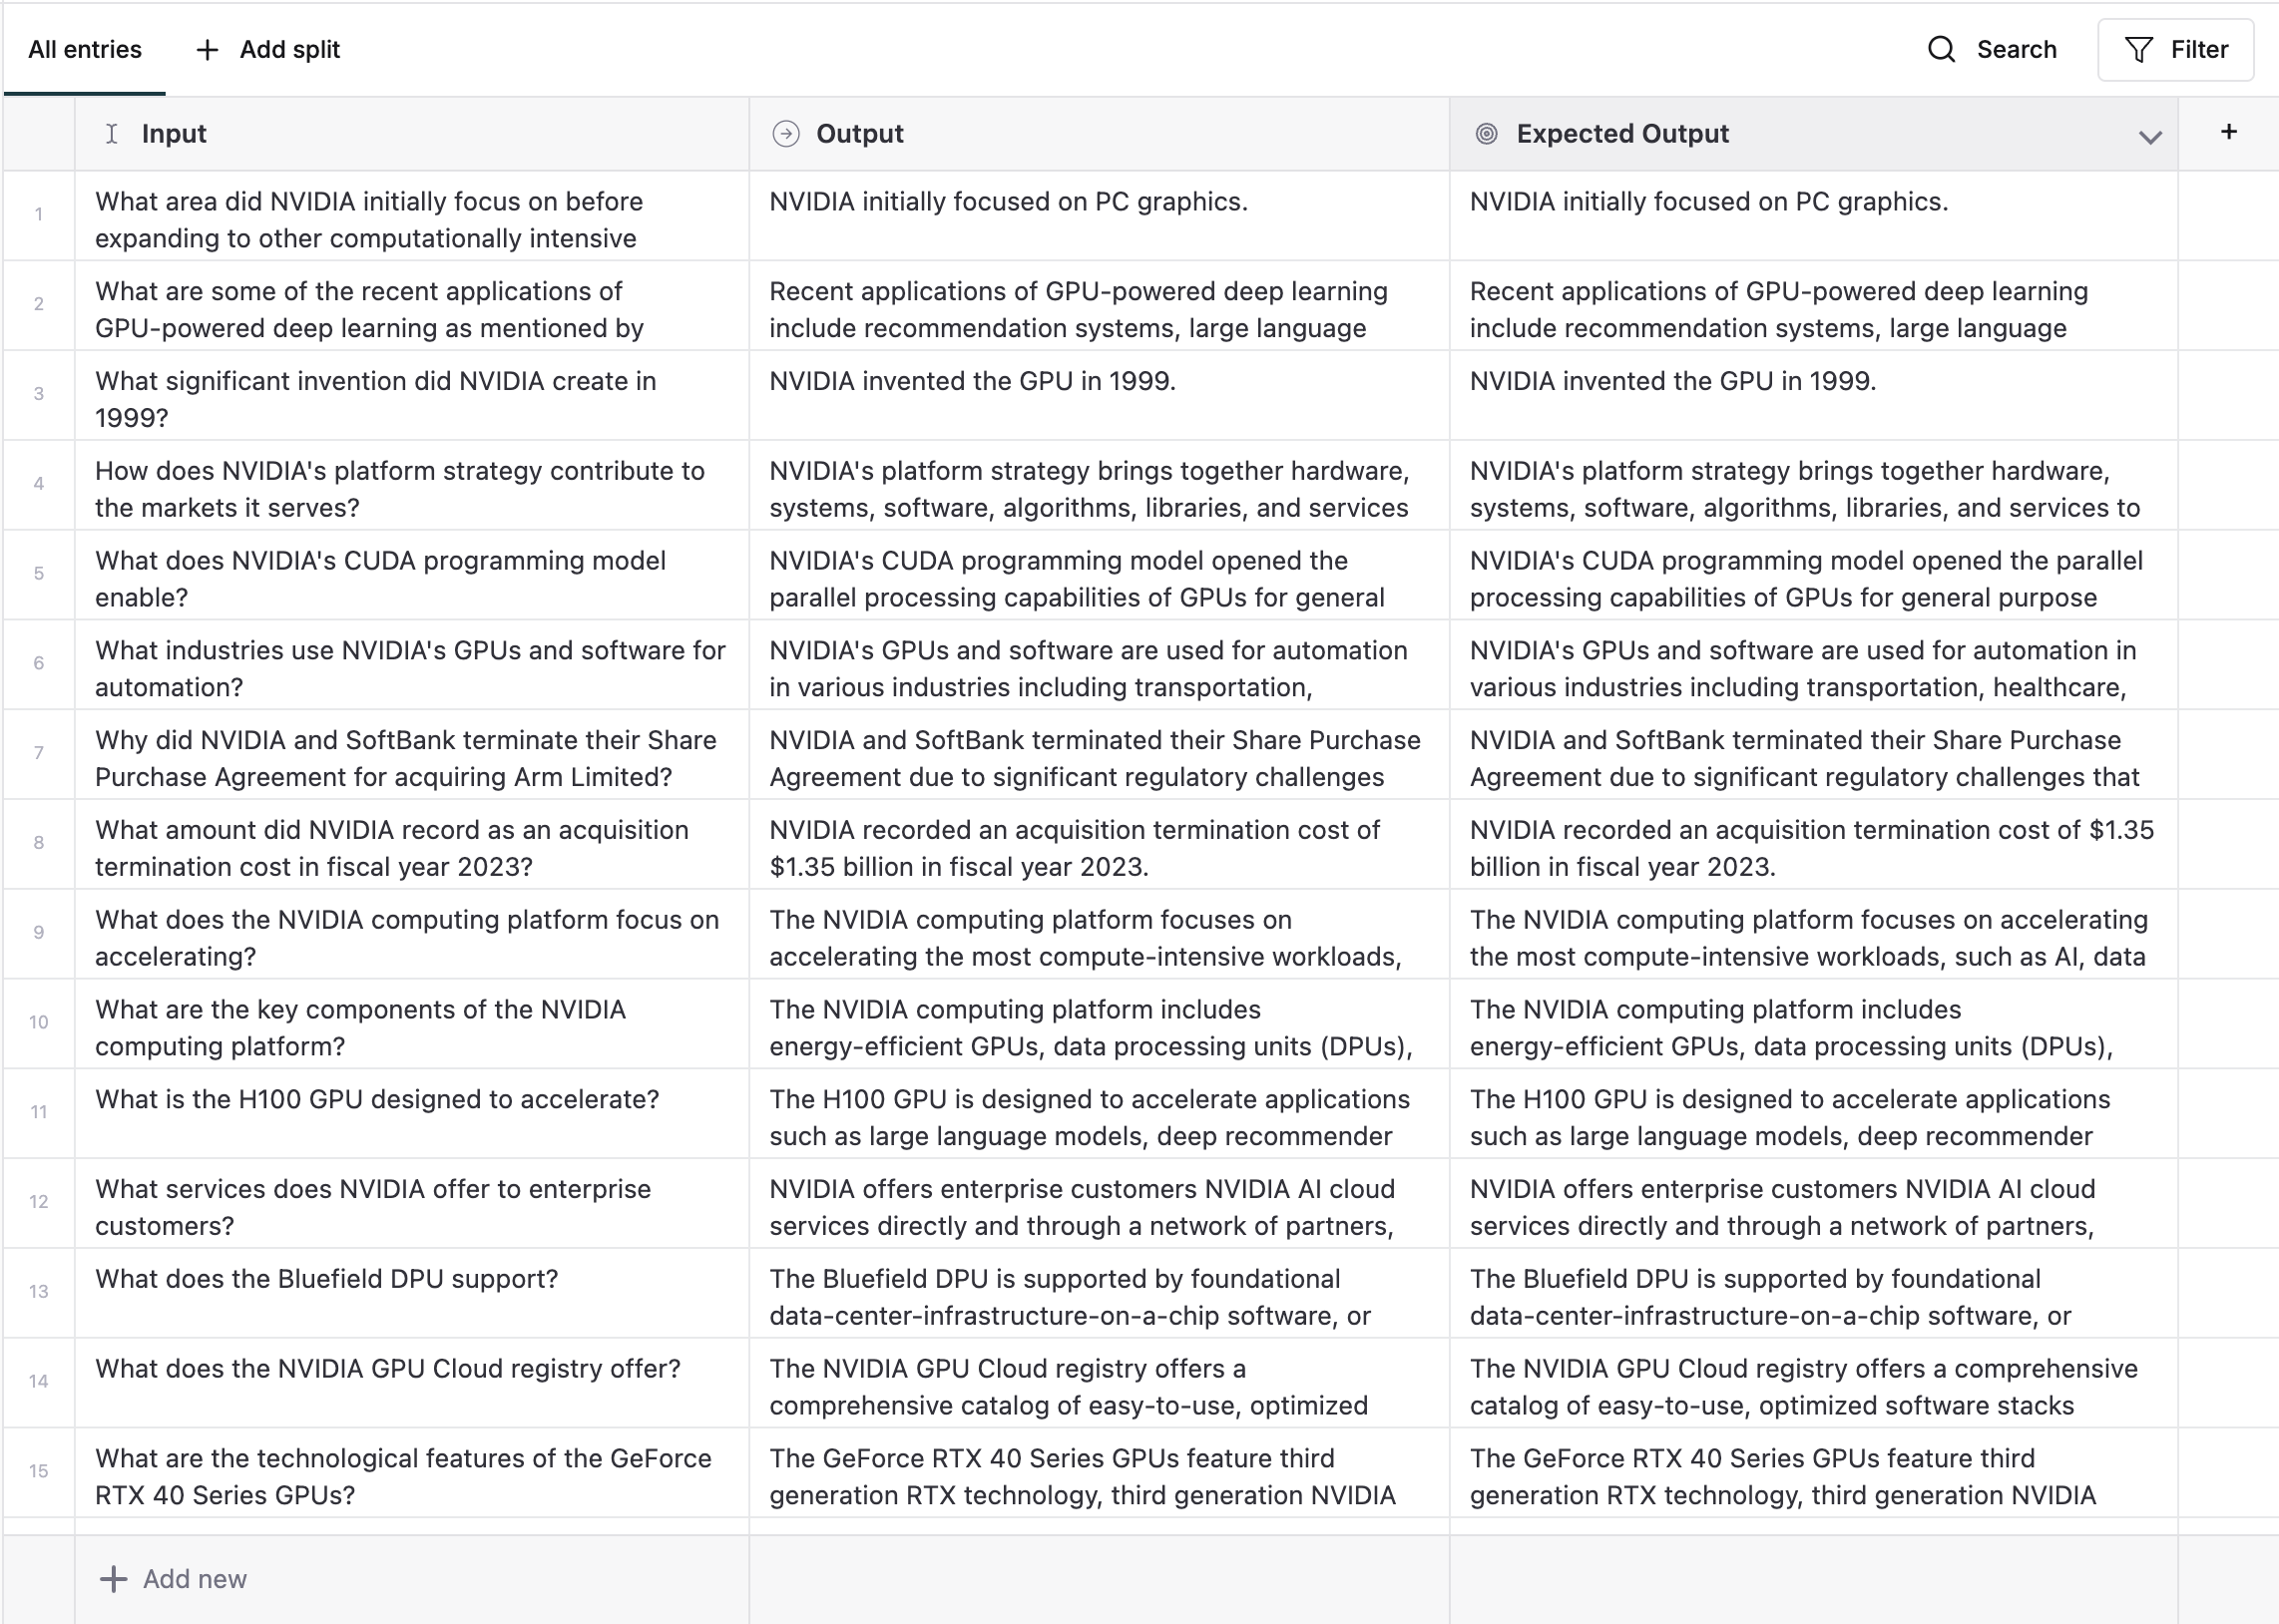 All entries
Add split
Search
Filter
Input
Output
Expected Output
+
1
What area did NVIDIA initially focus on before
expanding to other computationally intensive
NVIDIA initially focused on PC graphics.
NVIDIA initially focused on PC graphics.
2
What are some of the recent applications of
GPU-powered deep learning as mentioned by
Recent applications of GPU-powered deep learning
include recommendation systems, large language
Recent applications of GPU-powered deep learning
include recommendation systems, large language
3
What significant invention did NVIDIA create in
1999?
NVIDIA invented the GPU in 1999.
NVIDIA invented the GPU in 1999.
4
How does NVIDIA's platform strategy contribute to
the markets it serves?
NVIDIA's platform strategy brings together hardware,
systems, software, algorithms, libraries, and services
NVIDIA's platform strategy brings together hardware,
systems, software, algorithms, libraries, and services to
5
What does NVIDIA's CUDA programming model
enable?
NVIDIA's CUDA programming model opened the
parallel processing capabilities of GPUs for general
NVIDIA's CUDA programming model opened the parallel
processing capabilities of GPUs for general purpose
6
What industries use NVIDIA's GPUs and software for
automation?
NVIDIA's GPUs and software are used for automation
in various industries including transportation,
NVIDIA's GPUs and software are used for automation in
various industries including transportation, healthcare,
7
Why did NVIDIA and SoftBank terminate their Share
Purchase Agreement for acquiring Arm Limited?
NVIDIA and SoftBank terminated their Share Purchase
Agreement due to significant regulatory challenges
NVIDIA and SoftBank terminated their Share Purchase
Agreement due to significant regulatory challenges that
8
What amount did NVIDIA record as an acquisition
termination cost in fiscal year 2023?
NVIDIA recorded an acquisition termination cost of
$1.35 billion in fiscal year 2023.
NVIDIA recorded an acquisition termination cost of $1.35
billion in fiscal year 2023.
9
What does the NVIDIA computing platform focus on
accelerating?
The NVIDIA computing platform focuses on
accelerating the most compute-intensive workloads,
The NVIDIA computing platform focuses on accelerating
the most compute-intensive workloads, such as AI, data
10
What are the key components of the NVIDIA
computing platform?
The NVIDIA computing platform includes
energy-efficient GPUs, data processing units (DPUs),
The NVIDIA computing platform includes
energy-efficient GPUs, data processing units (DPUs),
11
What is the H100 GPU designed to accelerate?
The H100 GPU is designed to accelerate applications
such as large language models, deep recommender
The H100 GPU is designed to accelerate applications
such as large language models, deep recommender
12
What services does NVIDIA offer to enterprise
customers?
NVIDIA offers enterprise customers NVIDIA AI cloud
services directly and through a network of partners,
NVIDIA offers enterprise customers NVIDIA AI cloud
services directly and through a network of partners,
13
What does the Bluefield DPU support?
The Bluefield DPU is supported by foundational
data-center-infrastructure-on-a-chip software, or
The Bluefield DPU is supported by foundational
data-center-infrastructure-on-a-chip software, or
14
What does the NVIDIA GPU Cloud registry offer?
The NVIDIA GPU Cloud registry offers a
comprehensive catalog of easy-to-use, optimized
The NVIDIA GPU Cloud registry offers a comprehensive
catalog of easy-to-use, optimized software stacks
15
What are the technological features of the GeForce
RTX 40 Series GPUs?
The GeForce RTX 40 Series GPUs feature third
generation RTX technology, third generation NVIDIA
The GeForce RTX 40 Series GPUs feature third
generation RTX technology, third generation NVIDIA
Add new